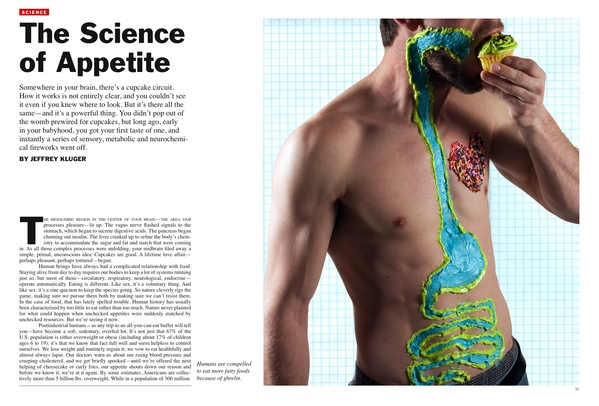 SCIENCE
The Science
of Appetite
Somewhere in your brain, there's a cupcake circuit.
How it works is not entirely clear, and you couldn't see
it even if you knew where to look. But it's there all the
same—and it's a powerful thing. You didn't pop out of
the womb prewired for cupcakes, but long ago, early
in your babyhood, you got your first taste of one, and
instantly a series of sensory, metabolic and neurochemi-
cal fireworks went off.
BY JEFFREY KLUGER
THE MESOLIMBIC REGION IN THE CENTER OF YOUR BRAIN—THE AREA THAT
processes pleasure—lit up. The vagus nerve flashed signals to the
stomach, which began to secrete digestive acids. The pancreas began
churning out insulin. The liver cranked up to refine the body's chem-
istry to accommodate the sugar and fat and starch that were coming
in. As all those complex processes were unfolding, your midbrain filed away a
simple, primal, unconscious idea: Cupcakes are good. A lifetime love affair—
perhaps pleasant, perhaps tortured—began.
Human beings have always had a complicated relationship with food.
Staying alive from day to day requires our bodies to keep a lot of systems running
just so, but most of them—circulatory, respiratory, neurological, endocrine—
operate automatically. Eating is different. Like sex, it's a voluntary thing. And
like sex, it's a sine qua non to keep the species going. So nature cleverly rigs the
game, making sure we pursue them both by making sure we can't resist them.
In the case of food, that has lately spelled trouble. Human history has usually
been characterized by too little to eat rather than too much. Nature never planned
for what could happen when unchecked appetites were suddenly matched by
unchecked resources. But we're seeing it now.
Postindustrial humans—as any trip to an all-you-can-eat buffet will tell
you—have become a soft, sedentary, overfed lot. It's not just that 67% of the
U.S. population is either overweight or obese (including about 17% of children
ages 6 to 19); it's that we know that fact full well and seem helpless to control
ourselves. We lose weight and routinely regain it; we vow to eat healthfully and
almost always lapse. Our doctors warn us about our rising blood pressure and
creeping cholesterol, and we get briefly spooked—until we're offered the next
helping of cheesecake or curly fries, our appetite shouts down our reason and
before we know it, we're at it again. By some estimates, Americans are collec-
tively more than 5 billion lbs. overweight. While in a population of 300 million
Humans are compelled
to eat more fatty foods
because of ghrelin.